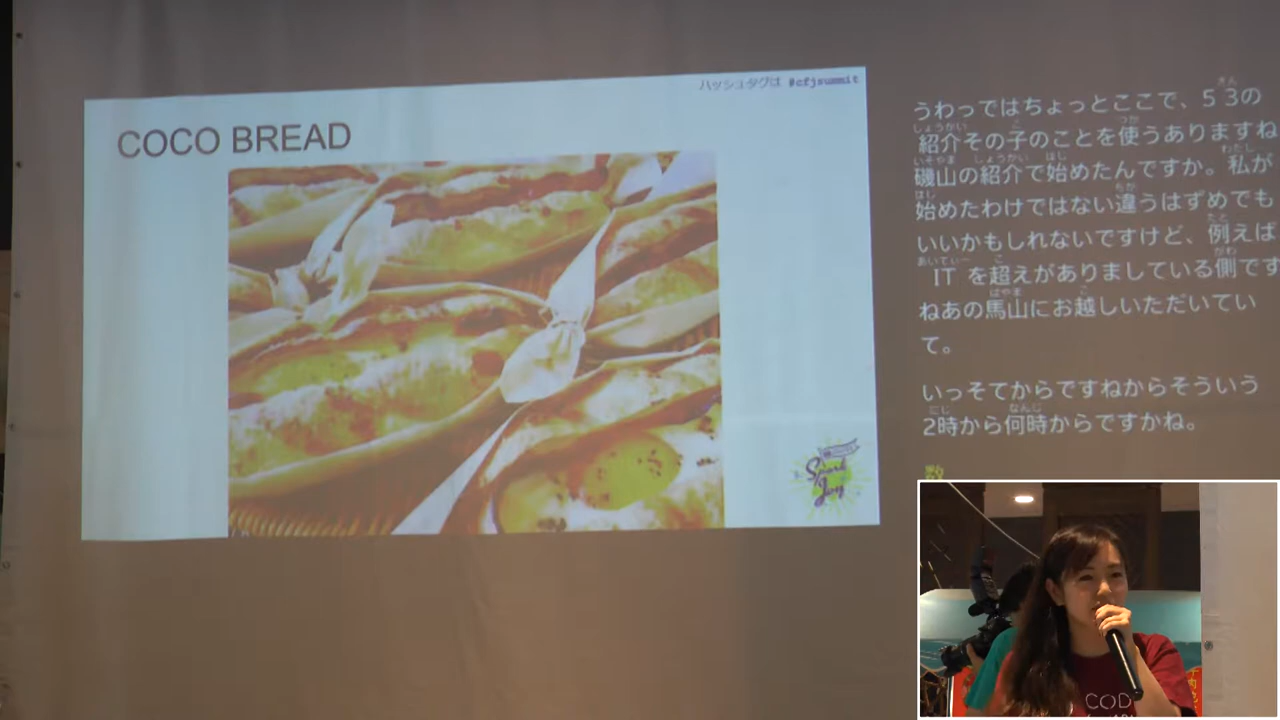 ハッシュタグは #cfjsummit
COCO BREAD
うわっではちょっとここで、53の
紹介その子のことを使うありますね
磯山の紹介で始めたんですか。私が
始めたわけではない違うはずめでも
いいかもしれないですけど、例えば
IT を超えがありましている側です
ねあの馬山にお越しいただいてい
て。
いっそてからですねからそういう
2時から何時からですかね。
Spark
Joy
COD